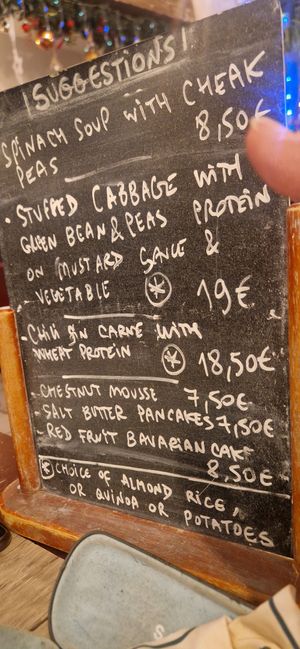 ! SUGGESTIONS !
SPINACH SOUP WITH CHEAK
PEAS 8,50€
• STUFFED CABBAGE WITH
GREEN BEAN & PEAS PROTEIN
ON MUSTARD SAUCE &
- VEGETABLE * 19€
- CHILI SIN CARNE WITH
WHEAT PROTEIN * 18,50€
- CHESTNUT MOUSSE 7,50€
- SALT BUTTER PANCAKES 7,50€
- RED FRUIT BAVARIAN CAKE
8,50€
* CHOICE OF ALMOND RICE,
OR QUINOA OR POTATOES